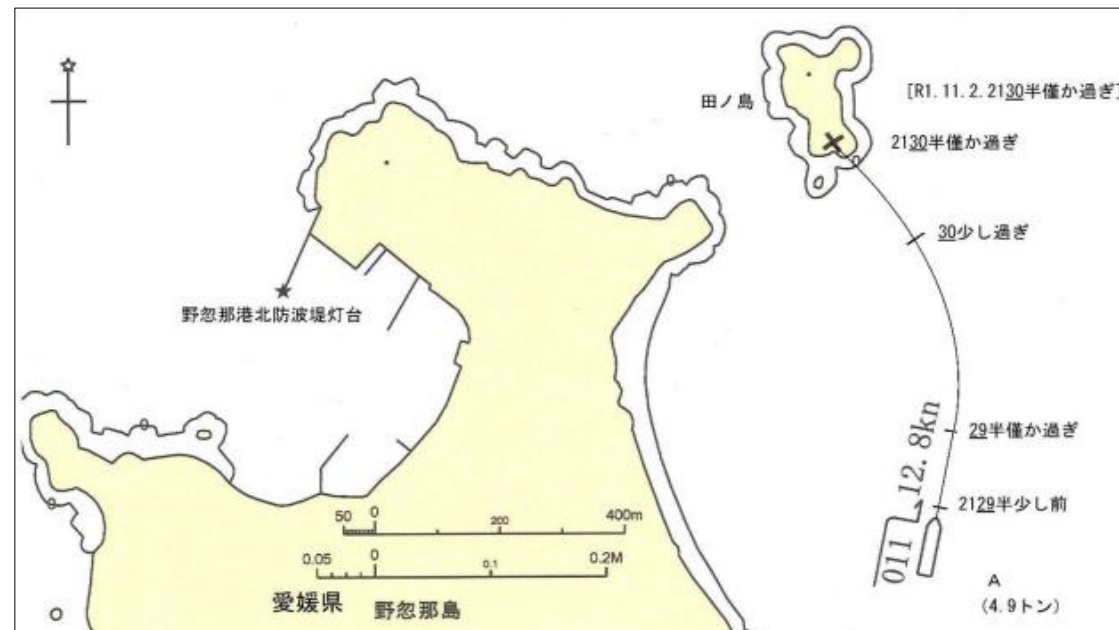 [R1.11.2.2130半僅か過ぎ]
田ノ島
2130半僅か過ぎ
0
0
30少し過ぎ
野忽那港北防波堤灯台
0
29半僅か過ぎ
12.8kn
011
2129半少し前
0
50 0 200 400m
0.05 0 0.1 0.2M
A
(4.9トン)
愛媛県 野忽那島